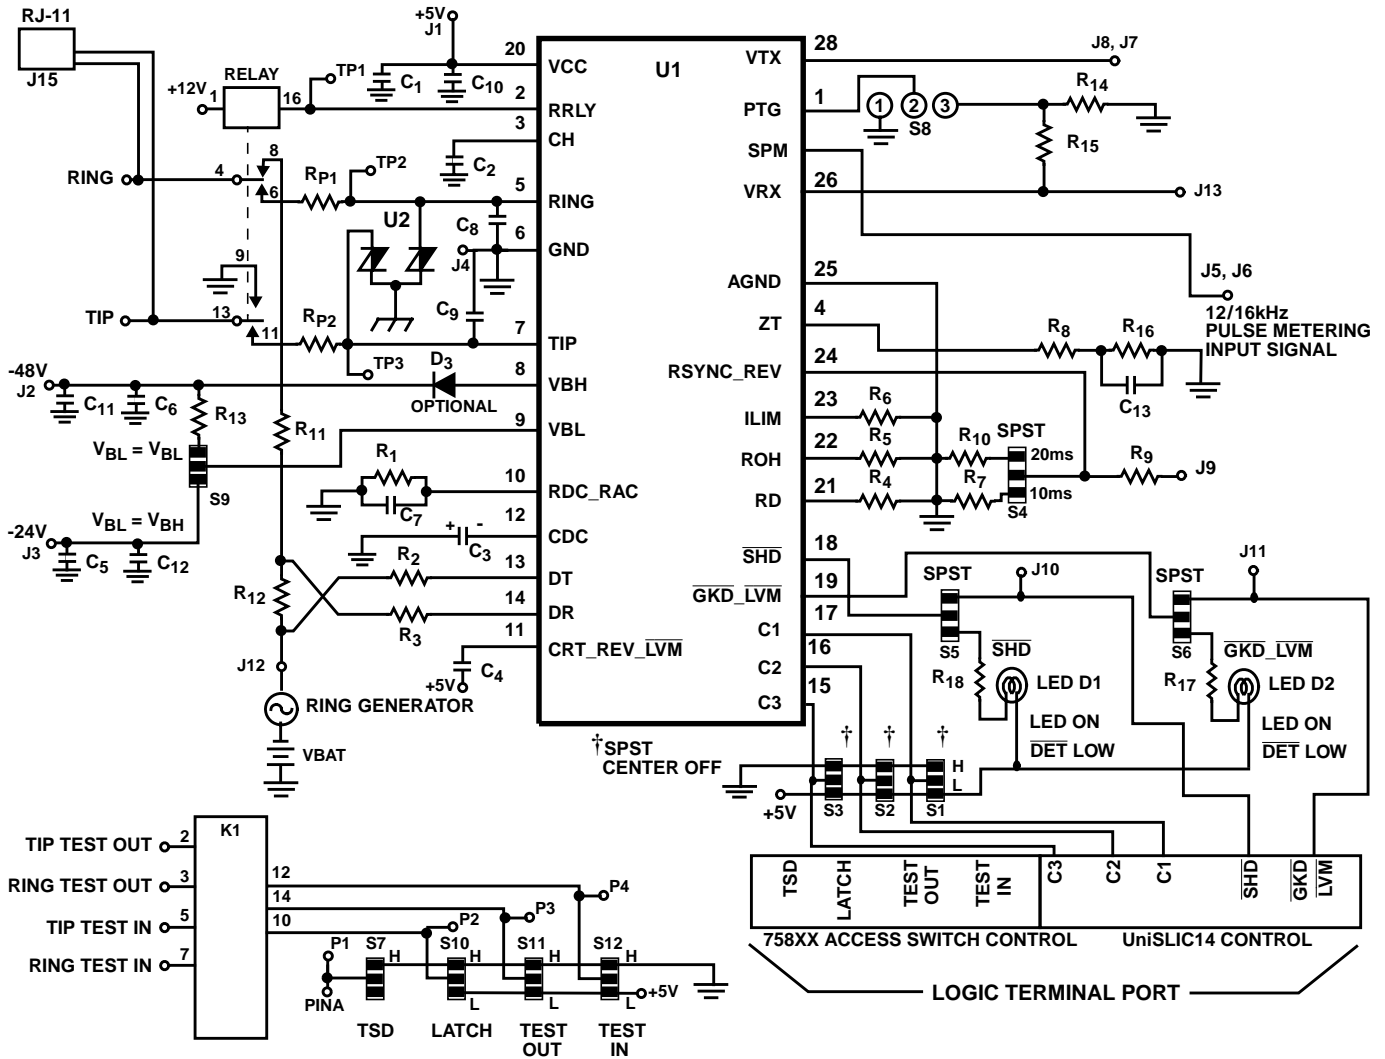 RJ-11
J15
+5V
J1
RELAY
+12V
1
16
TP1
C1
C10
20
VCC
2
RRLY
3
CH
C2
U1
8
4
RING
6
RP1
TP2
5
RING
U2
C8
6
GND
J4
9
C9
TIP
13
11
RP2
7
TIP
TP3
-48V
J2
C11
C6
R13
D3
OPTIONAL
8
VBH
VBL = VBL
R11
9
VBL
S9
R1
C7
10
RDC_RAC
VBL = VBH
-24V
J3
C5
C12
+
-
C3
12
CDC
R2
13
DT
R12
R3
14
DR
11
CRT_REV_LVM
J12
C4
+5V
RING GENERATOR
VBAT
VTX
28
J8, J7
PTG
1
1
2
3
S8
R14
R15
SPM
VRX
26
J13
AGND
25
J5, J6
12/16kHz
PULSE METERING
INPUT SIGNAL
ZT
4
R8
R16
C13
RSYNC_REV
24
ILIM
23
R6
ROH
22
R5
R10
SPST
20ms
R9
J9
RD
21
R4
R7
10ms
S4
SHD
18
GKD_LVM
19
SPST
J10
SPST
J11
C1
17
S5
SHD
S6
GKD_LVM
C2
16
R18
LED D1
R17
LED D2
C3
15
LED ON
DET LOW
LED ON
DET LOW
†SPST
CENTER OFF
†
†
†
H
L
+5V
S3
S2
S1
K1
TIP TEST OUT
2
RING TEST OUT
3
TIP TEST IN
5
RING TEST IN
7
12
14
10
P4
P3
P2
P1
PINA
S7
H
S10
H
L
S11
H
L
S12
H
L
+5V
TSD
LATCH
TEST
OUT
TEST
IN
TSD
LATCH
TEST
OUT
TEST
IN
C3
C2
C1
SHD
GKD
LVM
758XX ACCESS SWITCH CONTROL
UniSLIC14 CONTROL
LOGIC TERMINAL PORT